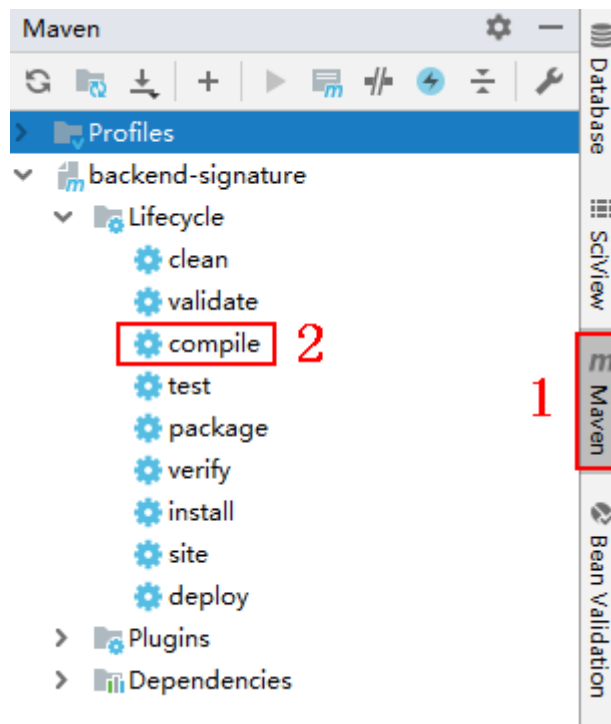 Maven
Profiles
backend-signature
Lifecycle
clean
validate
compile
2
test
package
verify
install
site
deploy
Plugins
Dependencies
1
Database
SciView
m
Maven
Bean Validation